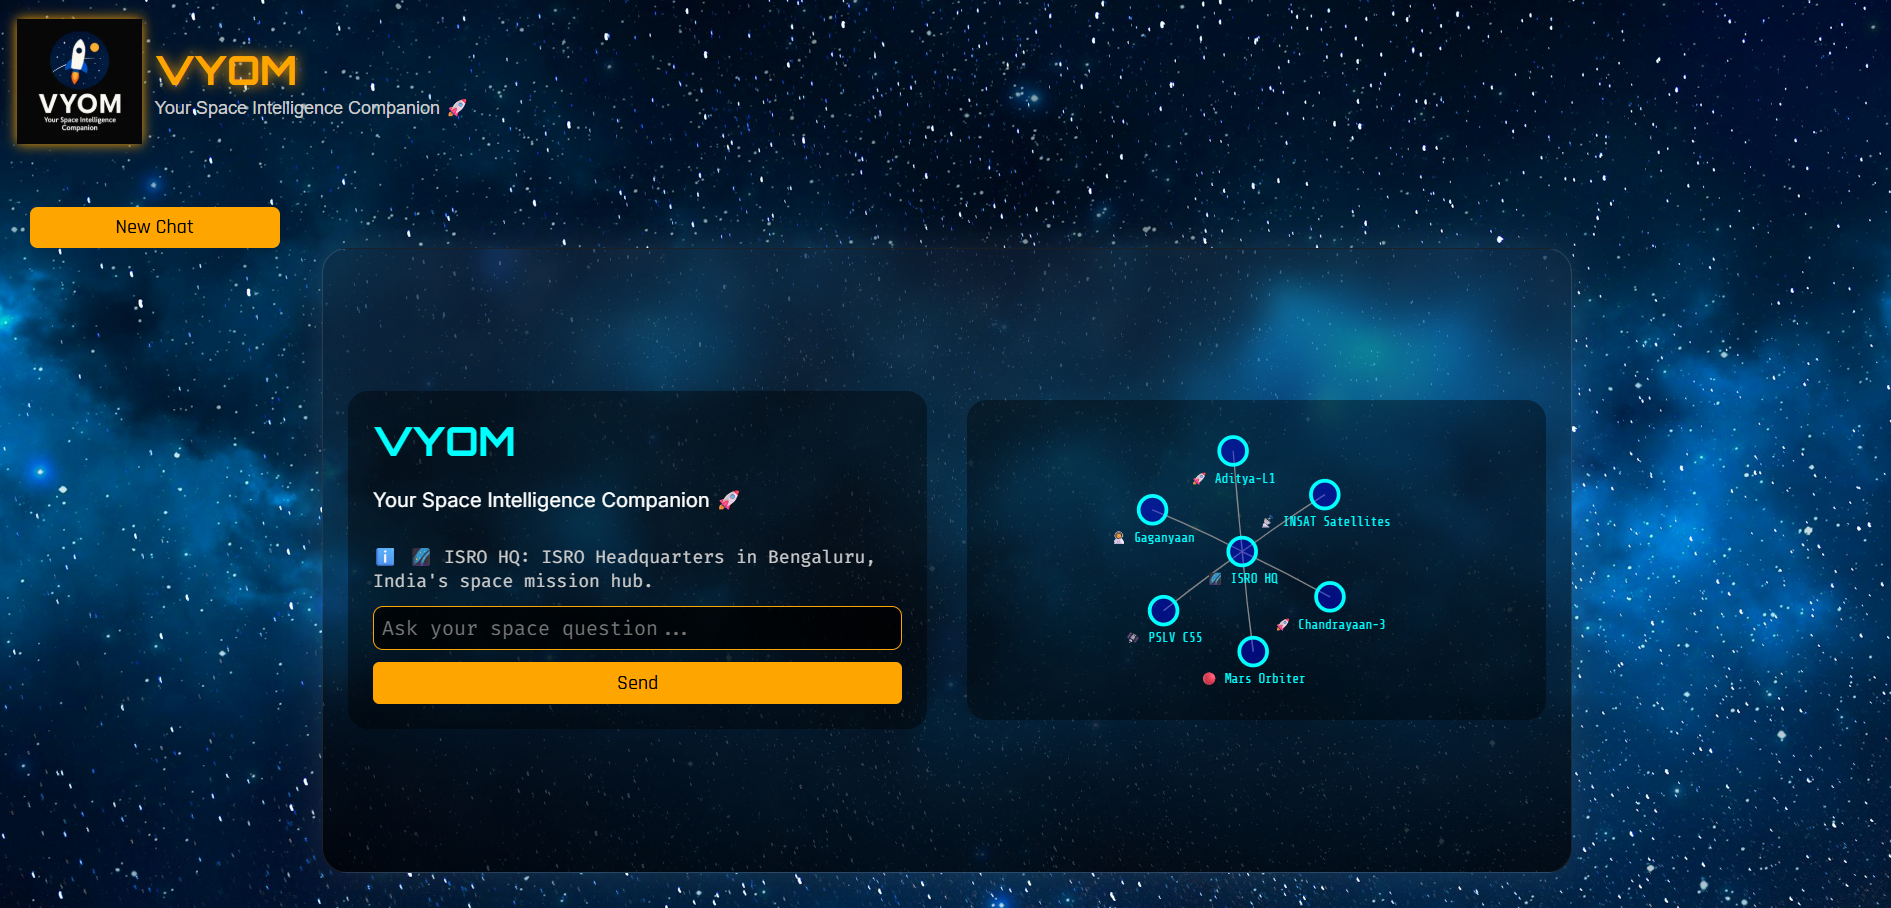 VYOM
Your Space Intelligence
Companion
VYOM
Your Space Intelligence Companion 🚀
New Chat
VYOM
Your Space Intelligence Companion 🚀
ℹ️ 🌌 ISRO HQ: ISRO Headquarters in Bengaluru,
India's space mission hub.
Ask your space question...
Send
🚀 Aditya-L1
📡 INSAT Satellites
👨‍🚀 Gaganyaan
🌌 ISRO HQ
🚀 Chandrayaan-3
🛰️ PSLV C55
🔴 Mars Orbiter